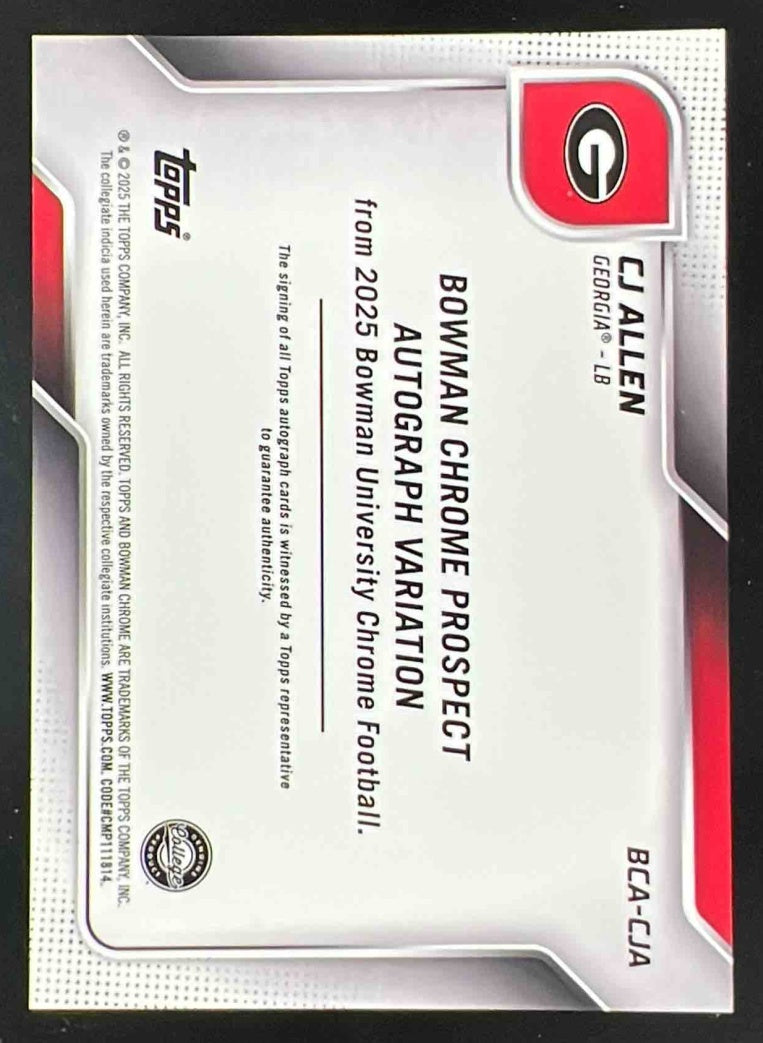 G
CJ ALLEN
GEORGIA® - LB
BCA-CJA
BOWMAN CHROME PROSPECT
AUTOGRAPH VARIATION
from 2025 Bowman University Chrome Football.
The signing of all Topps autograph cards is witnessed by a Topps representative
to guarantee authenticity.
topps®
College
® & © 2025 THE TOPPS COMPANY, INC. ALL RIGHTS RESERVED. TOPPS AND BOWMAN CHROME ARE TRADEMARKS OF THE TOPPS COMPANY, INC.
The collegiate indicia used herein are trademarks owned by the respective collegiate institutions. WWW.TOPPS.COM. CODE#CMP111814.